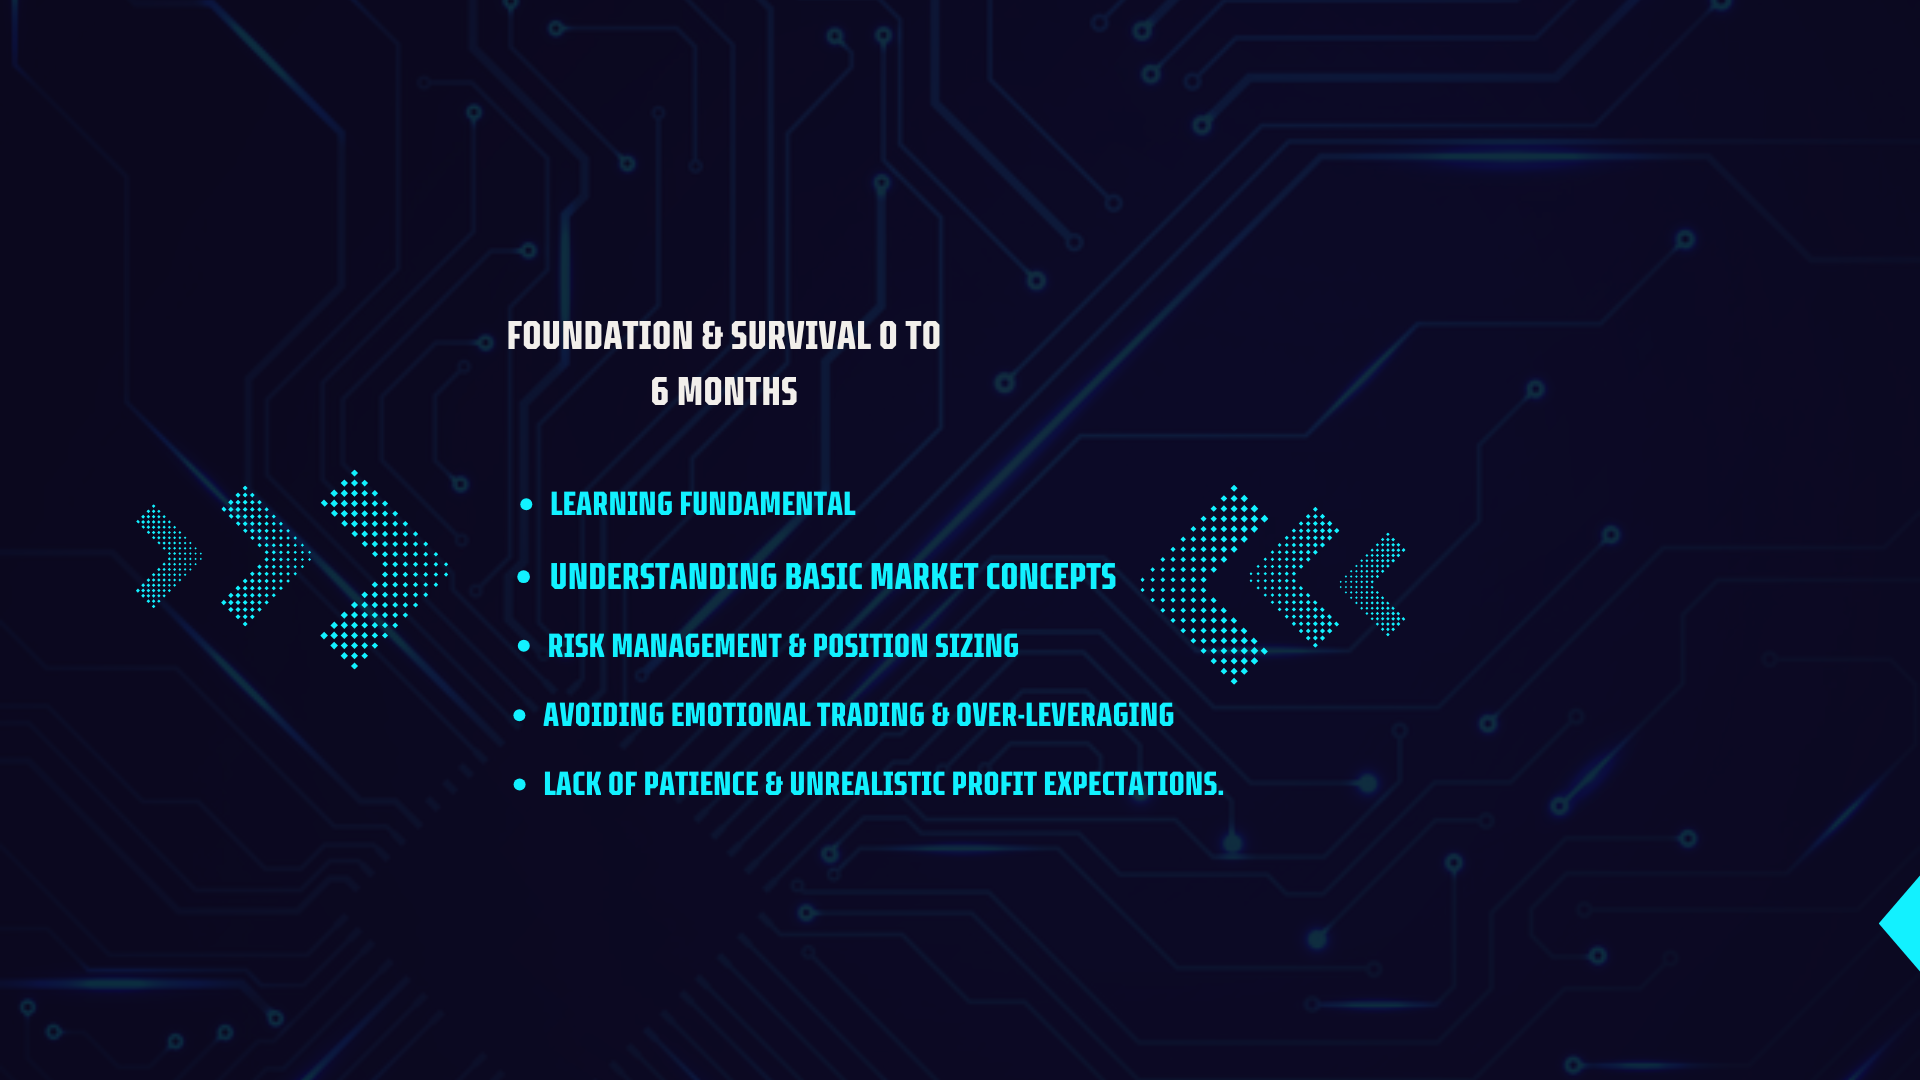 FOUNDATION & SURVIVAL 0 TO
6 MONTHS
• LEARNING FUNDAMENTAL
• UNDERSTANDING BASIC MARKET CONCEPTS
• RISK MANAGEMENT & POSITION SIZING
• AVOIDING EMOTIONAL TRADING & OVER-LEVERAGING
• LACK OF PATIENCE & UNREALISTIC PROFIT EXPECTATIONS.